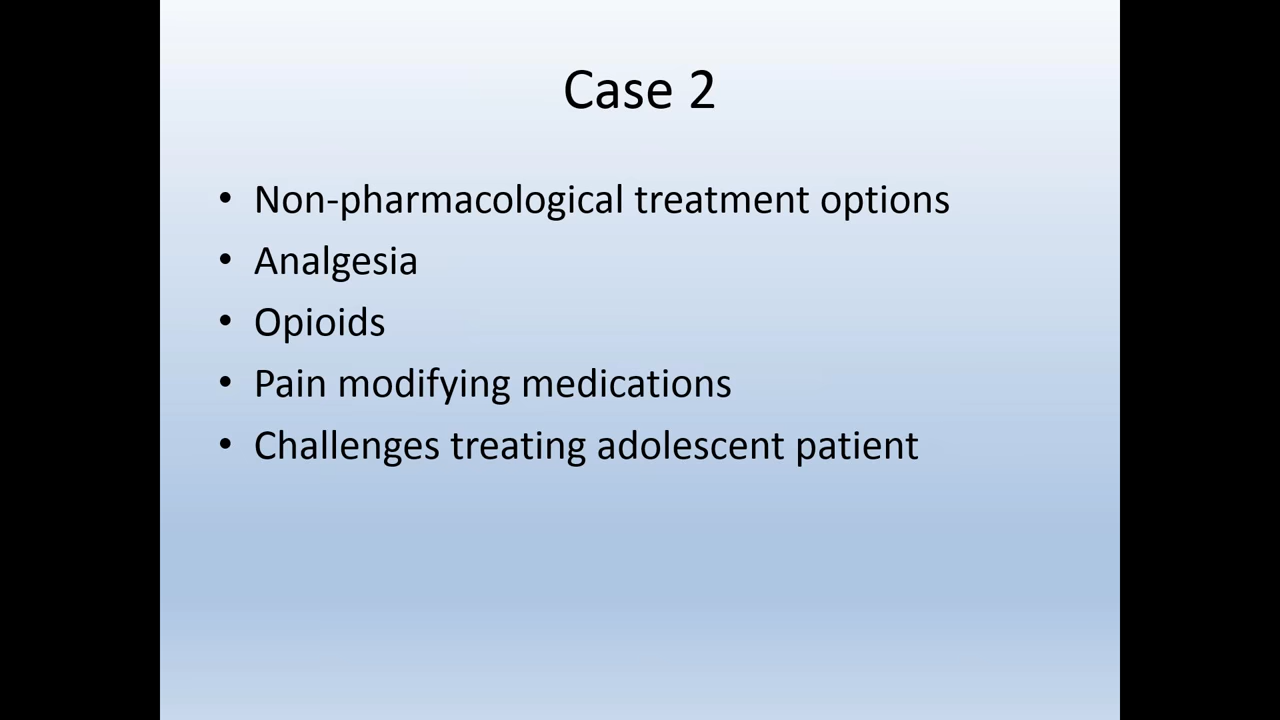 Case 2
• Non-pharmacological treatment options
• Analgesia
• Opioids
• Pain modifying medications
• Challenges treating adolescent patient